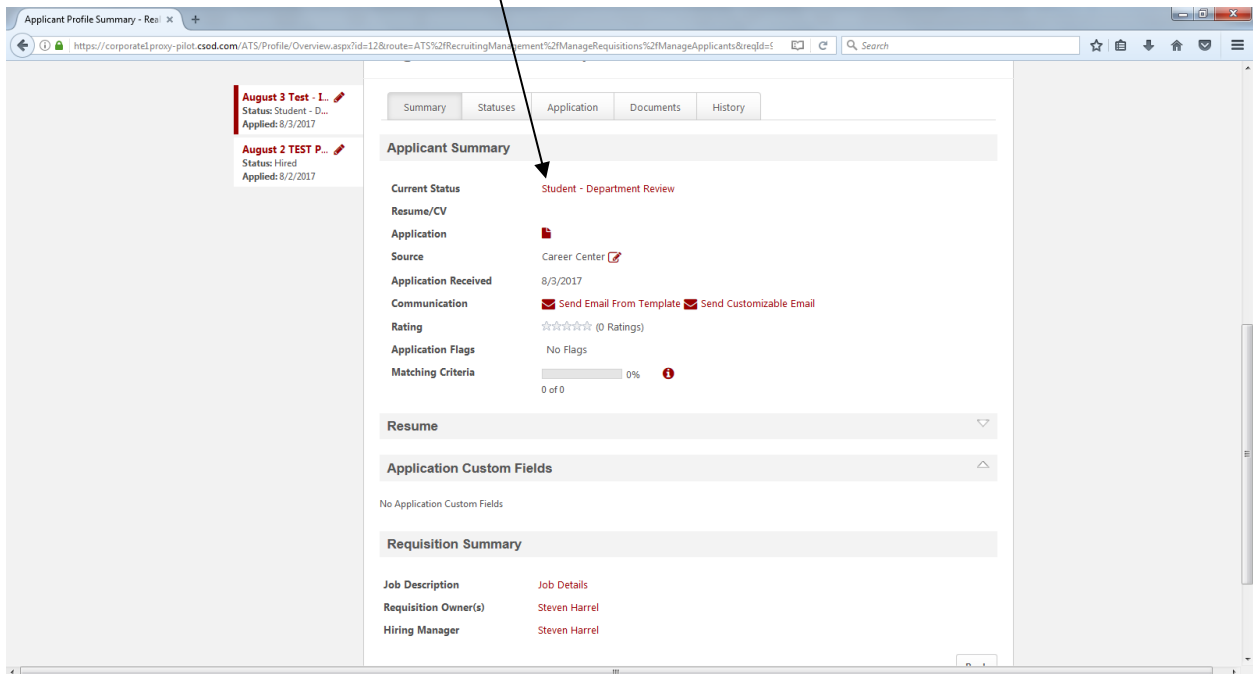 Applicant Profile Summary - Real
https://corporate1proxy-pilot.csod.com/ATS/Profile/Overview.aspx?id=12&route=ATS%2fRecruitingManagement%2fManageRequisitions%2fManageApplicants&reqId=9
Search
August 3 Test - I...
Status: Student - D...
Applied: 8/3/2017
August 2 TEST P...
Status: Hired
Applied: 8/2/2017
Summary Statuses Application Documents History
Applicant Summary
Current Status Student - Department Review
Resume/CV
Application
Source Career Center
Application Received 8/3/2017
Communication Send Email From Template Send Customizable Email
Rating (0 Ratings)
Application Flags No Flags
Matching Criteria 0%
0 of 0
Resume
Application Custom Fields
No Application Custom Fields
Requisition Summary
Job Description Job Details
Requisition Owner(s) Steven Harrel
Hiring Manager Steven Harrel